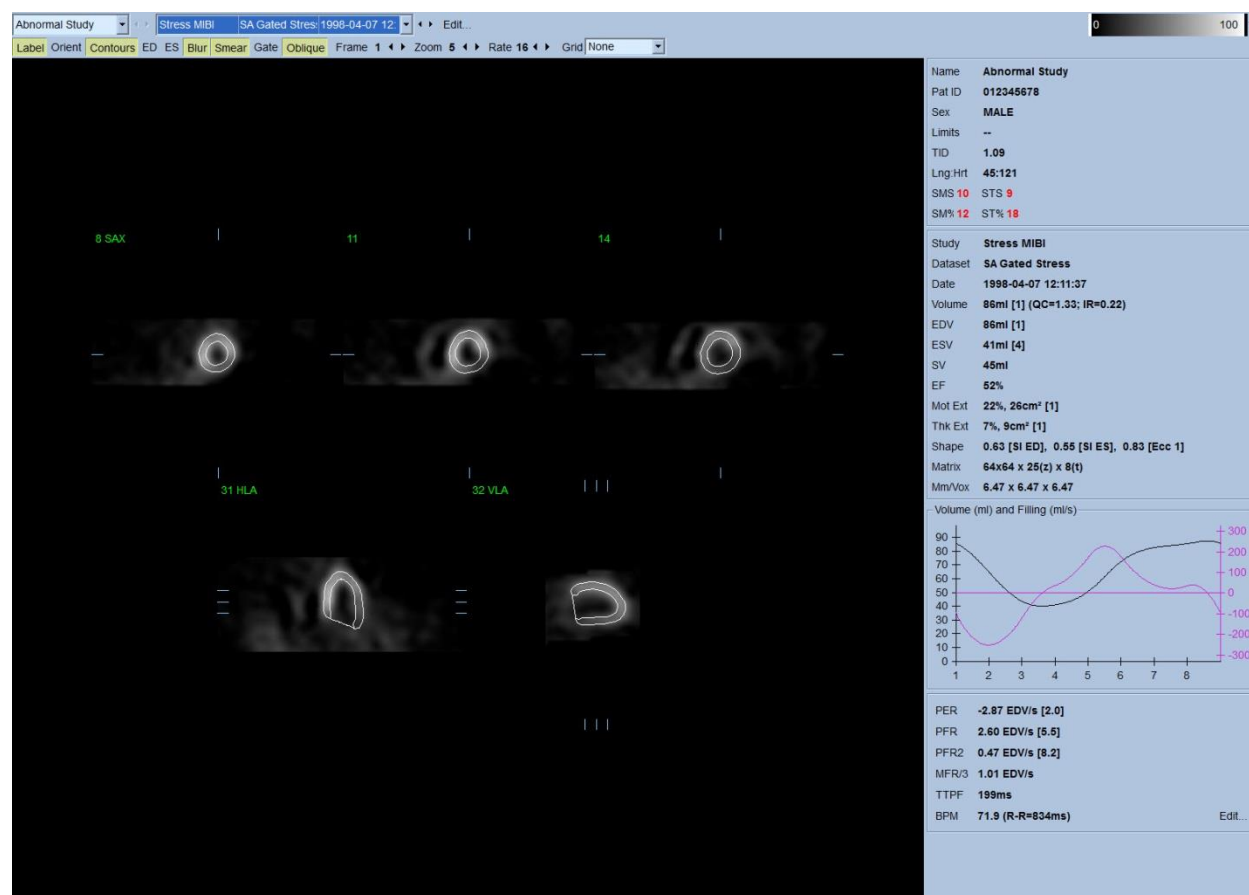 Abnormal Study Stress MIBI SA Gated Stres 1998-04-07 12: Edit... 0 100
Label Orient Contours ED ES Blur Smear Gate Oblique Frame 1 Zoom 5 Rate 16 Grid None
Name Abnormal Study
Pat ID 012345678
Sex MALE
Limits --
TID 1.09
Lng:Hrt 45:121
SMS 10 STS 9
SM% 12 ST% 18
8 SAX 11 14
Study Stress MIBI
Dataset SA Gated Stress
Date 1998-04-07 12:11:37
Volume 86ml [1] (QC=1.33; IR=0.22)
EDV 86ml [1]
ESV 41ml [4]
SV 45ml
EF 52%
Mot Ext 22%, 26cm² [1]
Thk Ext 7%, 9cm² [1]
Shape 0.63 [SI ED], 0.55 [SI ES], 0.83 [Ecc 1]
Matrix 64x64 x 25(z) x 8(t)
Mm/Vox 6.47 x 6.47 x 6.47
31 HLA 32 VLA
Volume (ml) and Filling (ml/s)
90 300
80 200
70 100
60 0
50 -100
40 -200
30 -300
20
10
0
1 2 3 4 5 6 7 8
PER -2.87 EDV/s [2.0]
PFR 2.60 EDV/s [5.5]
PFR2 0.47 EDV/s [8.2]
MFR/3 1.01 EDV/s
TTPF 199ms
BPM 71.9 (R-R=834ms) Edit...